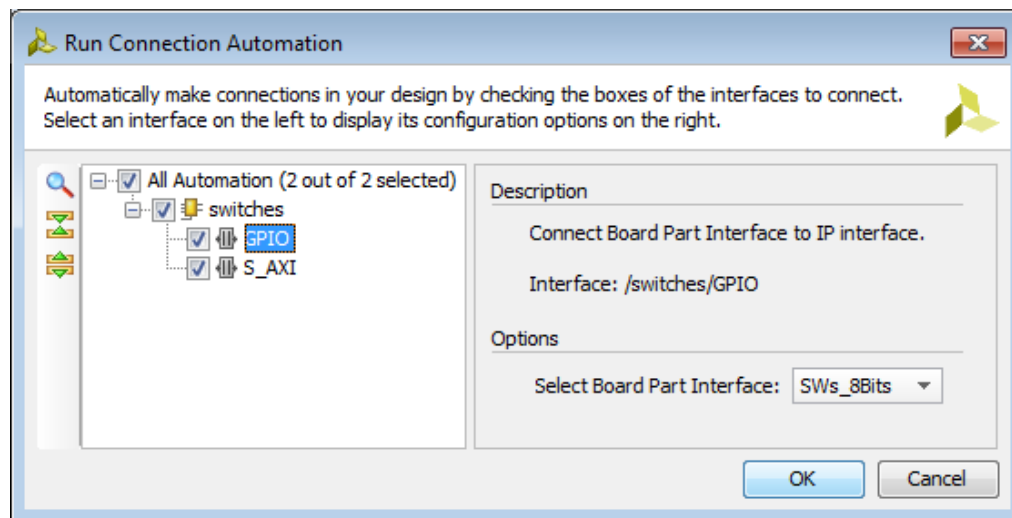 Run Connection Automation
Automatically make connections in your design by checking the boxes of the interfaces to connect.
Select an interface on the left to display its configuration options on the right.
All Automation (2 out of 2 selected)
switches
GPIO
S_AXI
Description
Connect Board Part Interface to IP interface.
Interface: /switches/GPIO
Options
Select Board Part Interface: SWs_8Bits
OK Cancel